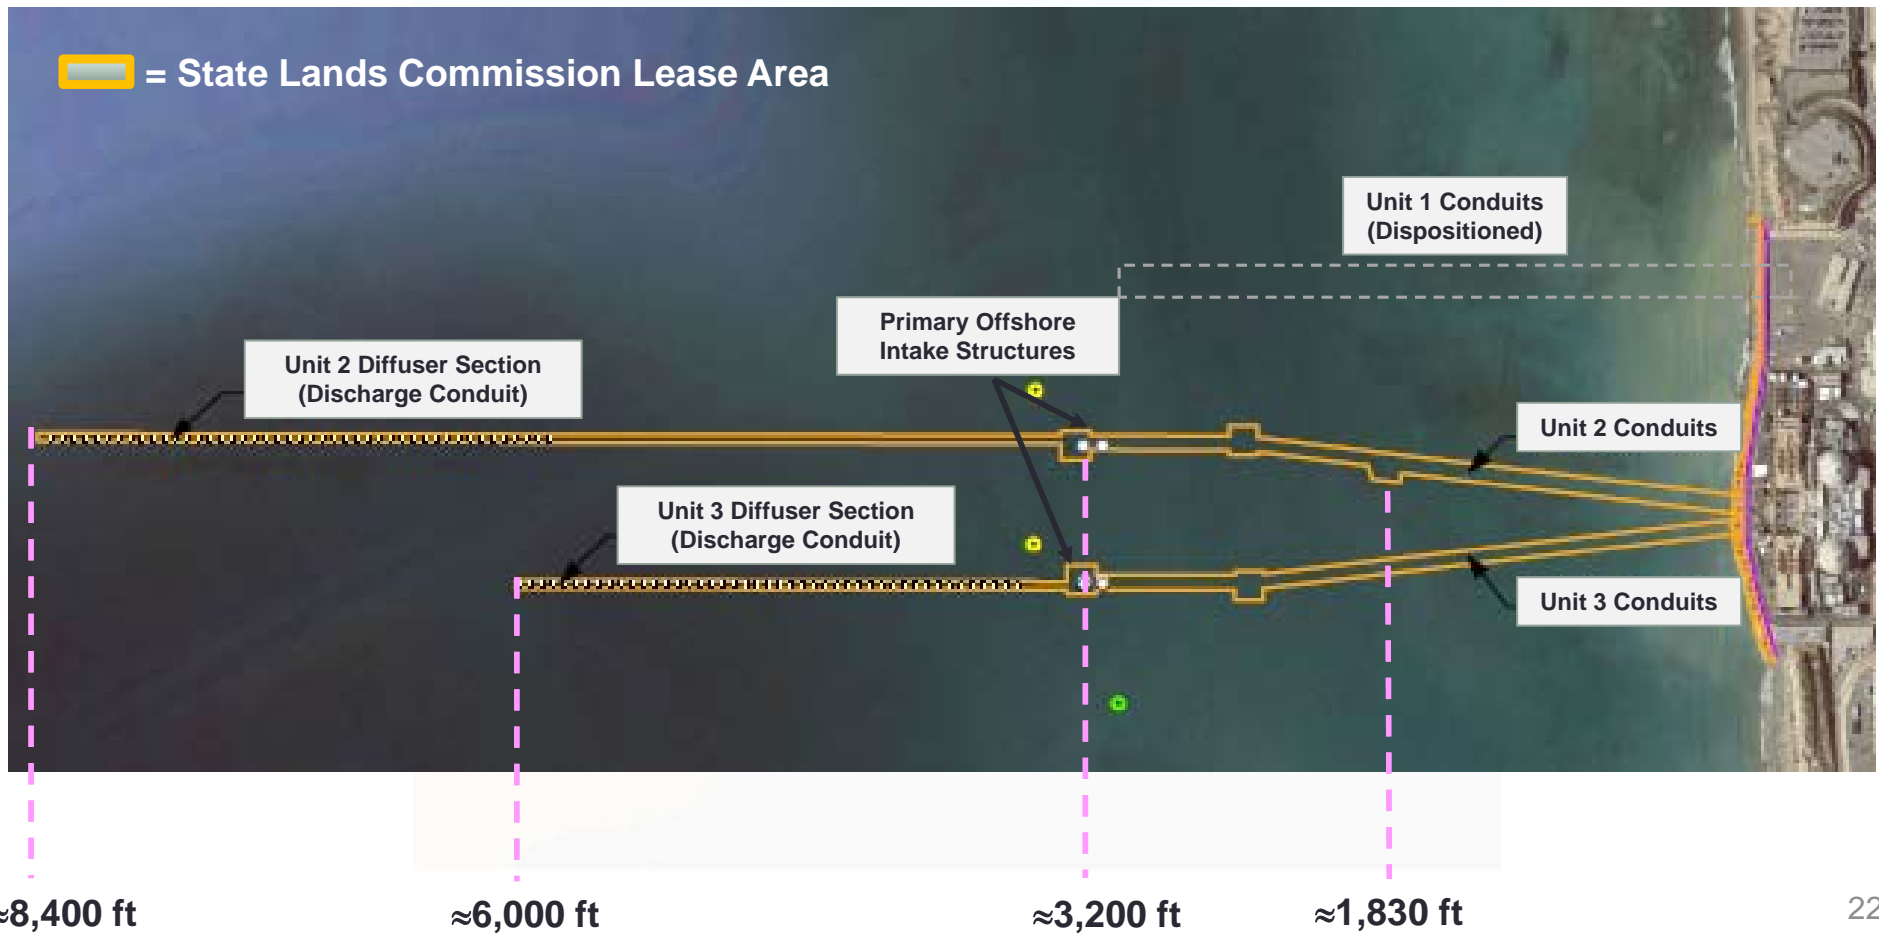 = State Lands Commission Lease Area
Unit 1 Conduits
(Dispositioned)
Primary Offshore
Intake Structures
Unit 2 Diffuser Section
(Discharge Conduit)
Unit 2 Conduits
Unit 3 Diffuser Section
(Discharge Conduit)
Unit 3 Conduits
≈8,400 ft
≈6,000 ft
≈3,200 ft
≈1,830 ft
22